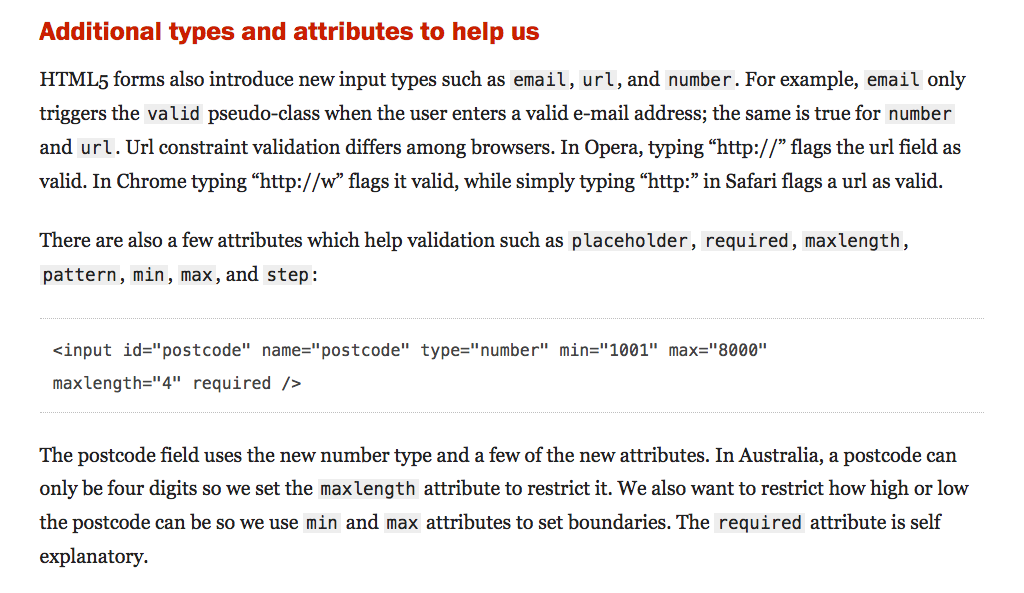 Additional types and attributes to help us
HTML5 forms also introduce new input types such as email, url, and number. For example, email only
triggers the valid pseudo-class when the user enters a valid e-mail address; the same is true for number
and url. Url constraint validation differs among browsers. In Opera, typing “http://” flags the url field as
valid. In Chrome typing “http://w” flags it valid, while simply typing “http:” in Safari flags a url as valid.
There are also a few attributes which help validation such as placeholder, required, maxlength,
pattern, min, max, and step:
<input id="postcode" name="postcode" type="number" min="1001" max="8000"
maxlength="4" required />
The postcode field uses the new number type and a few of the new attributes. In Australia, a postcode can
only be four digits so we set the maxlength attribute to restrict it. We also want to restrict how high or low
the postcode can be so we use min and max attributes to set boundaries. The required attribute is self
explanatory.